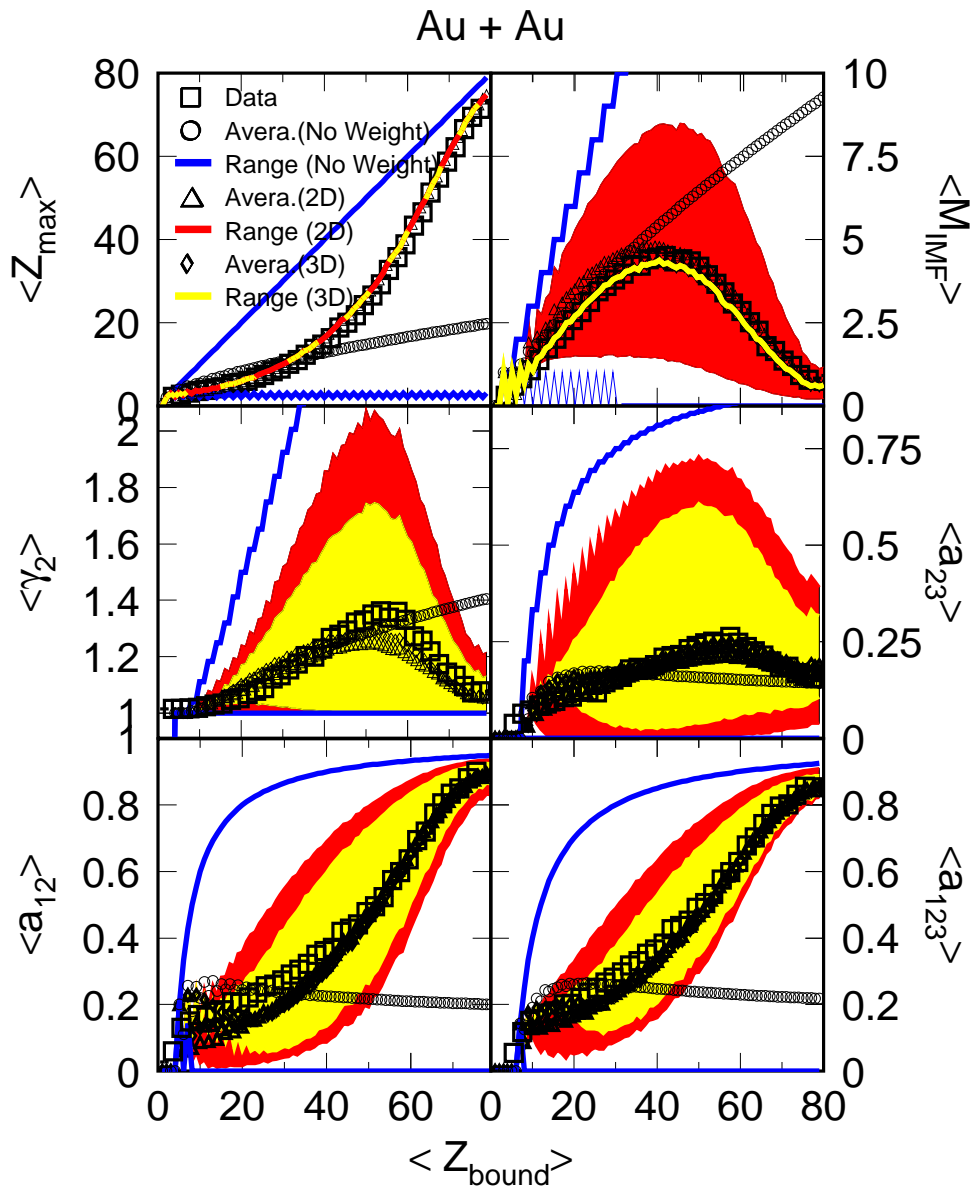 Au + Au
80
60
40
20
0
<Z_max>
Data
Avera.(No Weight)
Range (No Weight)
Avera.(2D)
Range (2D)
Avera.(3D)
Range (3D)
10
7.5
5
2.5
0
<M_IMF>
2
1.8
1.6
1.4
1.2
1
<γ_2>
0.75
0.5
0.25
0
<a_23>
1
0.8
0.6
0.4
0.2
0
<a_12>
0.8
0.6
0.4
0.2
0
<a_123>
0 20 40 60 0 20 40 60 80
< Z_bound>